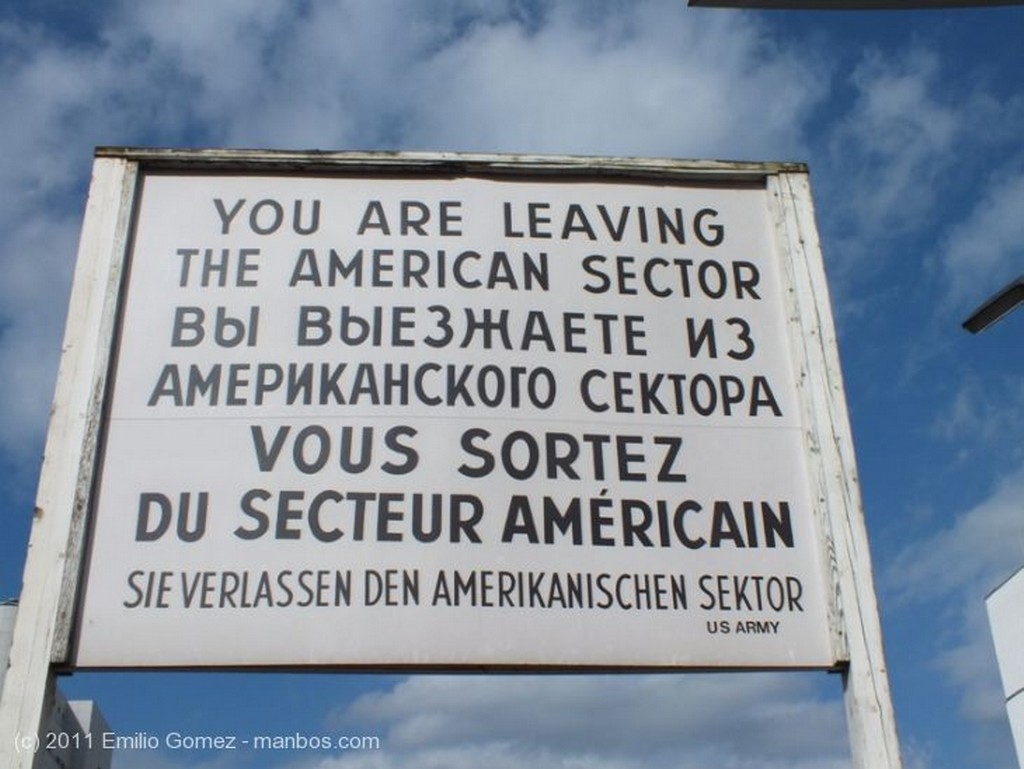 YOU ARE LEAVING
THE AMERICAN SECTOR
ВЫ ВЫЕЗЖАЕТЕ ИЗ
АМЕРИКАНСКОГО СЕКТОРА
VOUS SORTEZ
DU SECTEUR AMÉRICAIN
SIE VERLASSEN DEN AMERIKANISCHEN SEKTOR
US ARMY
(c) 2011 Emilio Gomez - manbos.com